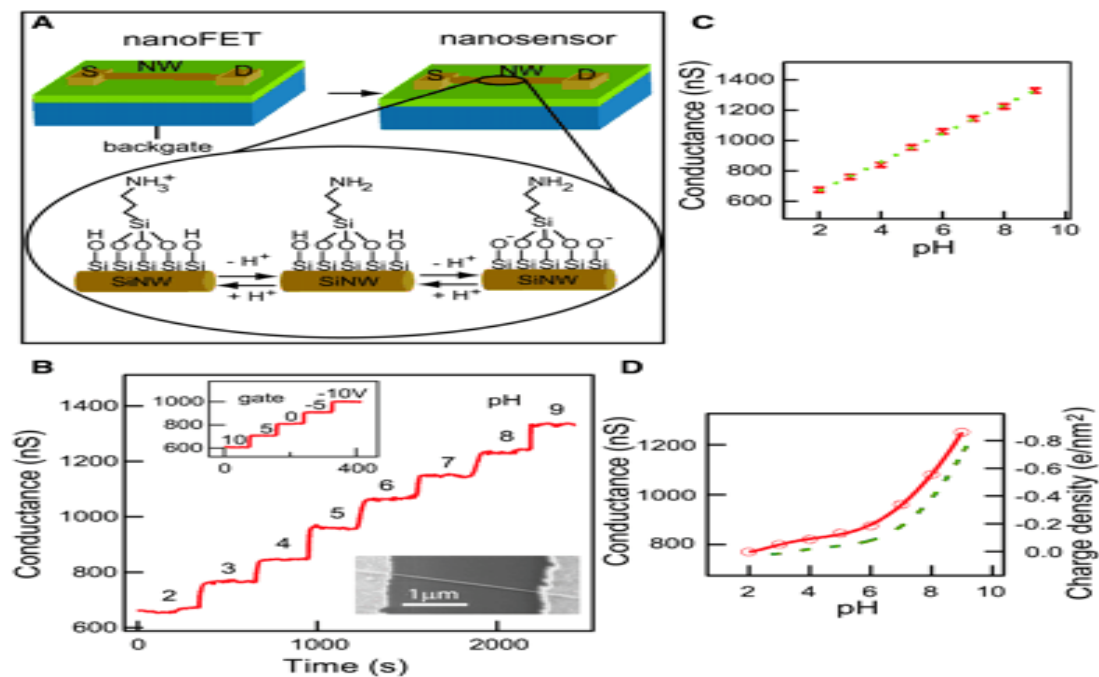 A
nanoFET
nanosensor
S NW D
S NW D
backgate
NH3+
NH2
NH2
Si
Si
Si
H H H H
O O O O O
O O O O O
O- O O O O-
Si Si Si Si Si
Si Si Si Si Si
Si Si Si Si Si
- H+
- H+
SiNW
SiNW
SiNW
+ H+
+ H+
B
Conductance (nS)
1400
1200
1000
800
600
gate
-10V
-5
0
5
10
1000
800
600
0 400
pH
2
3
4
5
6
7
8
9
1μm
0 1000 2000
Time (s)
C
Conductance (nS)
1400
1200
1000
800
600
2 4 6 8 10
pH
D
Conductance (nS)
1200
1000
800
-0.8
-0.6
-0.4
-0.2
0.0
Charge density (e/nm2)
2 4 6 8 10
pH